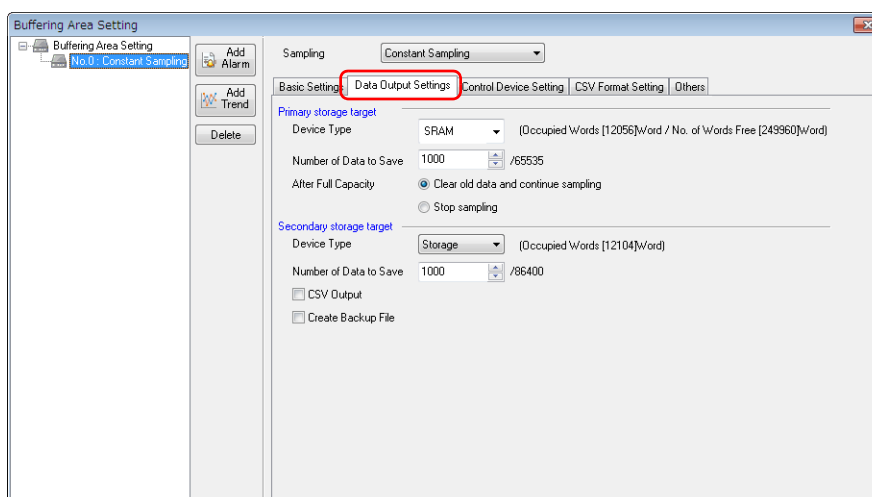 Buffering Area Setting
Buffering Area Setting
No.0 : Constant Sampling
Add
Alarm
Add
Trend
Delete
Sampling Constant Sampling
Basic Settings Data Output Settings Control Device Setting CSV Format Setting Others
Primary storage target
Device Type SRAM (Occupied Words [12056]Word / No. of Words Free [249960]Word)
Number of Data to Save 1000 /65535
After Full Capacity Clear old data and continue sampling
Stop sampling
Secondary storage target
Device Type Storage (Occupied Words [12104]Word)
Number of Data to Save 1000 /86400
CSV Output
Create Backup File